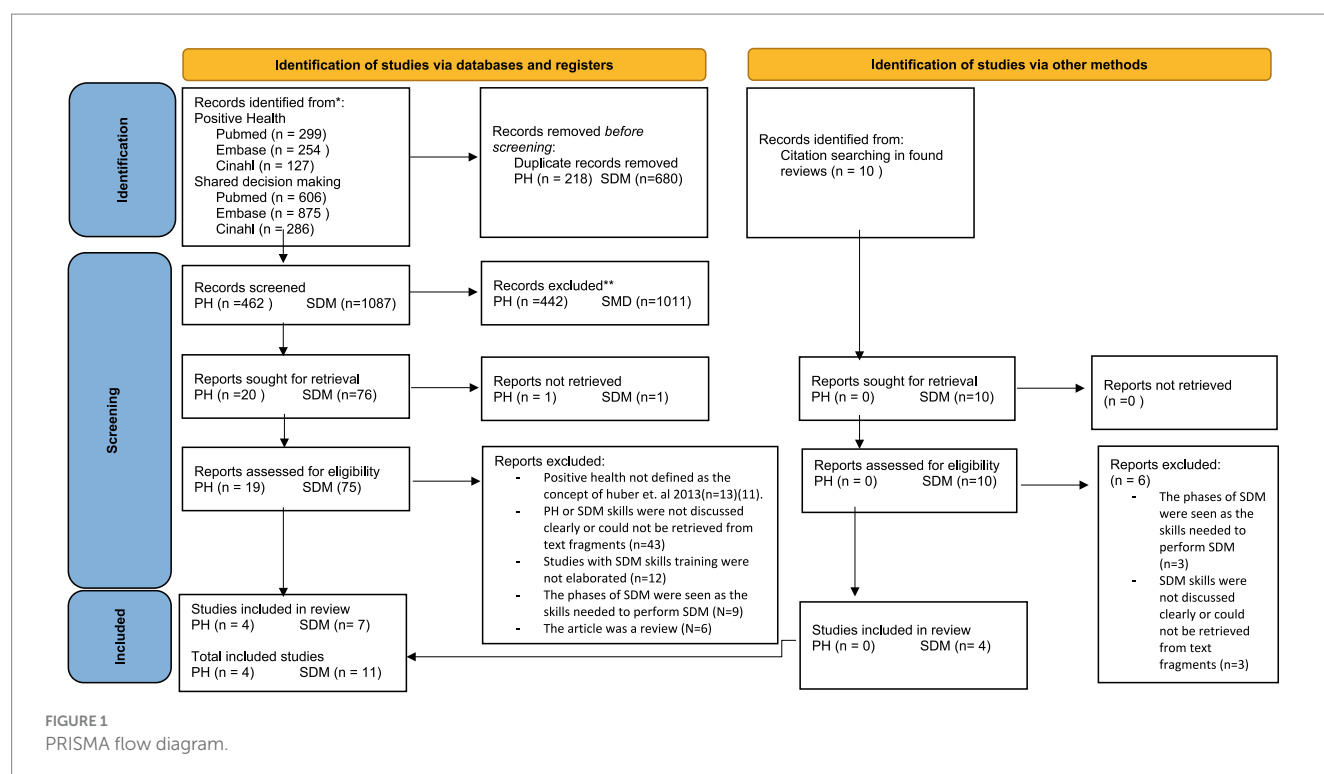 Identification of studies via databases and registers
Identification of studies via other methods
Identification
Records identified from*:
Positive Health
Pubmed (n = 299)
Embase (n = 254 )
Cinahl (n = 127)
Shared decision making
Pubmed (n = 606)
Embase (n = 875 )
Cinahl (n = 286)
Records removed before
screening:
Duplicate records removed
PH (n = 218) SDM (n=680)
Records identified from:
Citation searching in found
reviews (n = 10 )
Screening
Records screened
PH (n =462 ) SDM (n=1087)
Records excluded**
PH (n =442) SMD (n=1011)
Reports sought for retrieval
PH (n =20 ) SDM (n=76)
Reports not retrieved
PH (n = 1) SDM (n=1)
Reports sought for retrieval
PH (n = 0) SDM (n=10)
Reports not retrieved
(n =0 )
Reports assessed for eligibility
PH (n = 19) SDM (75)
Reports excluded:
- Positive health not defined as the
concept of huber et. al 2013(n=13)(11).
- PH or SDM skills were not discussed
clearly or could not be retrieved from
text fragments (n=43)
- Studies with SDM skills training were
not elaborated (n=12)
- The phases of SDM were seen as the
skills needed to perform SDM (N=9)
- The article was a review (N=6)
Reports assessed for eligibility
PH (n = 0) SDM (n=10)
Reports excluded:
(n = 6)
- The phases of SDM
were seen as the
skills needed to
perform SDM
(n=3)
- SDM skills were
not discussed
clearly or could
not be retrieved
from text
fragments (n=3)
Included
Studies included in review
PH (n = 4) SDM (n= 7)
Total included studies
PH (n = 4) SDM (n = 11)
Studies included in review
PH (n = 0) SDM (n= 4)
FIGURE 1
PRISMA flow diagram.